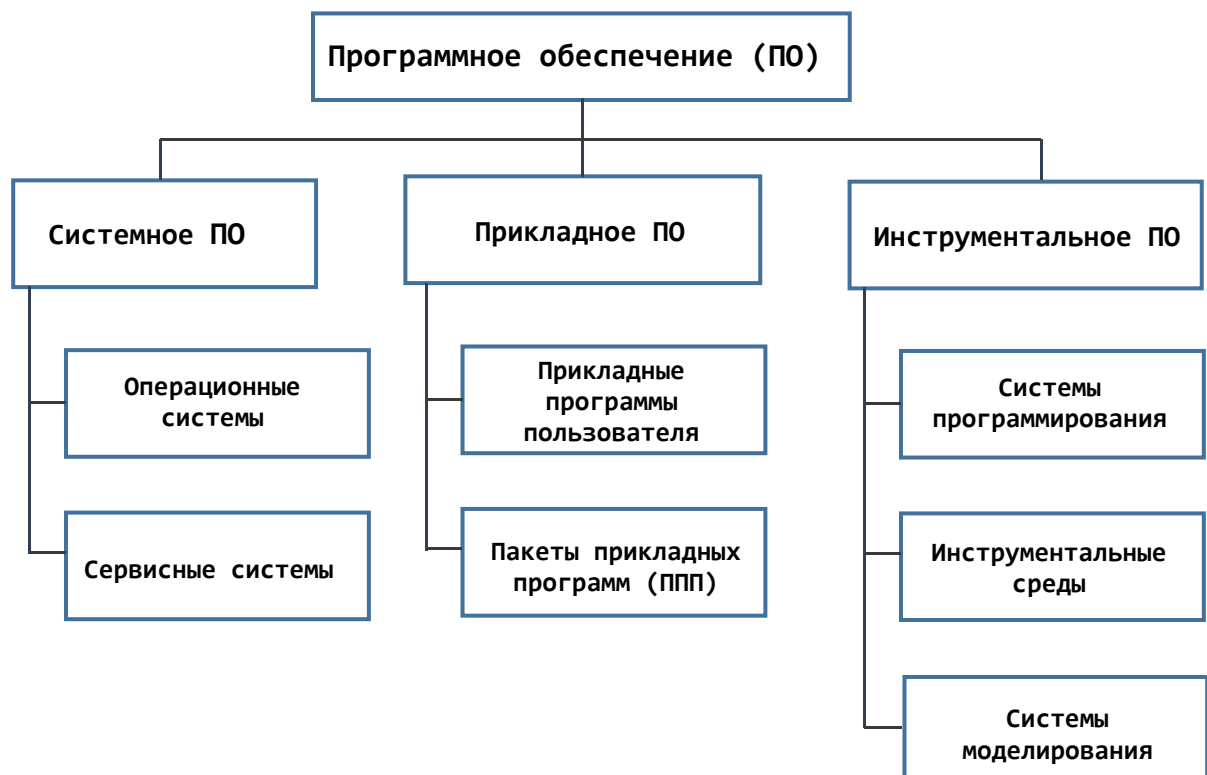 Программное обеспечение (ПО)
Системное ПО
Прикладное ПО
Инструментальное ПО
Операционные
системы
Прикладные
программы
пользователя
Системы
программирования
Сервисные системы
Пакеты прикладных
программ (ППП)
Инструментальные
среды
Системы
моделирования